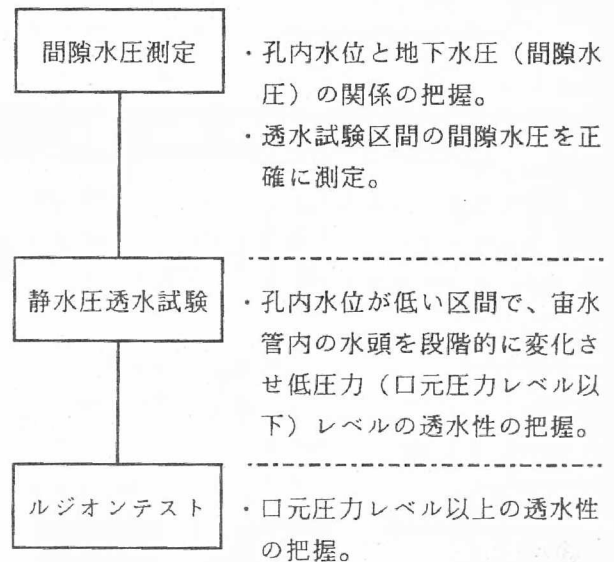 間隙水圧測定
・孔内水位と地下水圧（間隙水
圧）の関係の把握。
・透水試験区間の間隙水圧を正
確に測定。
静水圧透水試験
・孔内水位が低い区間で、宙水
管内の水頭を段階的に変化さ
せ低圧力（口元圧力レベル以
下）レベルの透水性の把握。
ルジオンテスト
・口元圧力レベル以上の透水性
の把握。